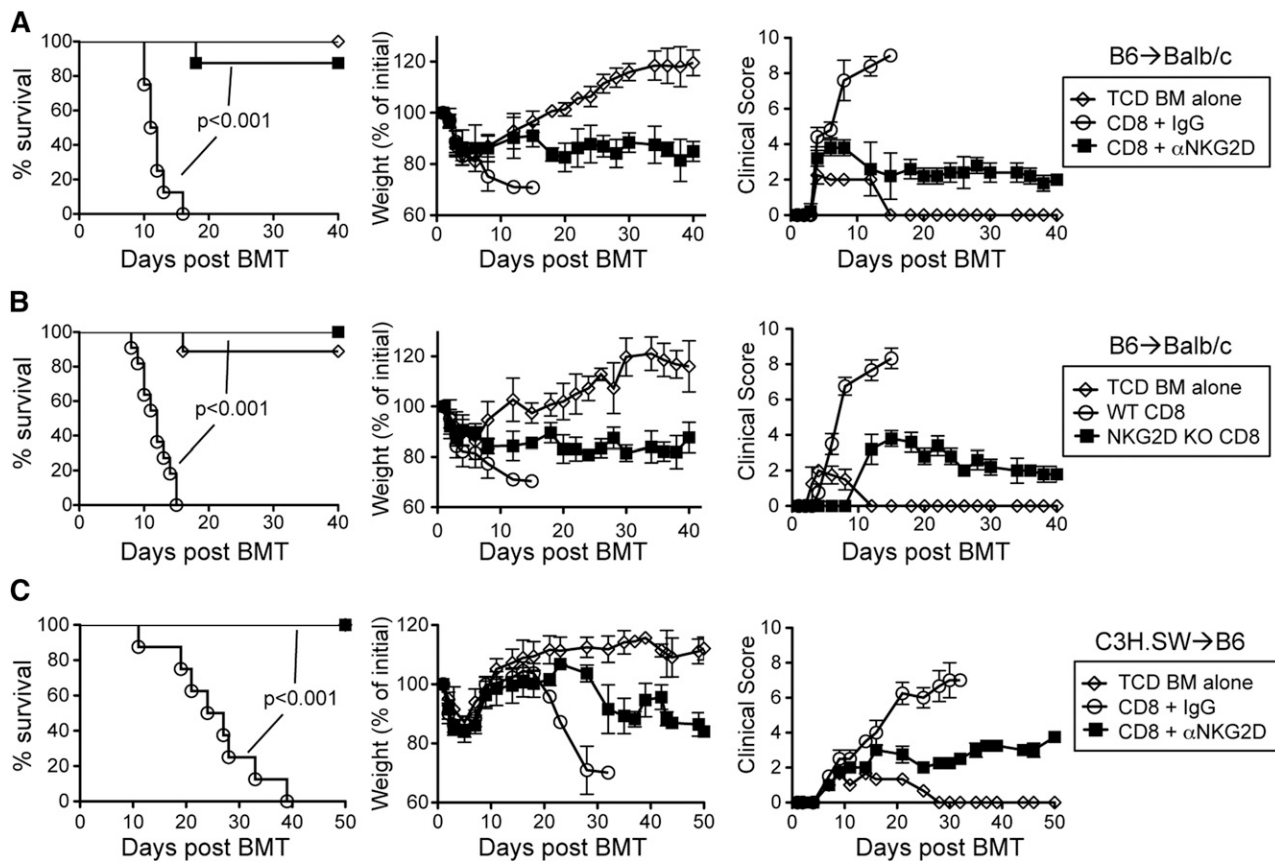 A
% survival
100
80
60
40
20
0
0 10 20 30 40
Days post BMT
p<0.001
Weight (% of initial)
120
100
80
60
0 10 20 30 40
Days post BMT
Clinical Score
10
8
6
4
2
0
0 10 20 30 40
Days post BMT
B6→Balb/c
TCD BM alone
CD8 + IgG
CD8 + αNKG2D
B
% survival
100
80
60
40
20
0
0 10 20 30 40
Days post BMT
p<0.001
Weight (% of initial)
120
100
80
60
0 10 20 30 40
Days post BMT
Clinical Score
10
8
6
4
2
0
0 10 20 30 40
Days post BMT
B6→Balb/c
TCD BM alone
WT CD8
NKG2D KO CD8
C
% survival
100
80
60
40
20
0
0 10 20 30 40 50
Days post BMT
p<0.001
Weight (% of initial)
120
100
80
60
0 10 20 30 40 50
Days post BMT
Clinical Score
10
8
6
4
2
0
0 10 20 30 40 50
Days post BMT
C3H.SW→B6
TCD BM alone
CD8 + IgG
CD8 + αNKG2D